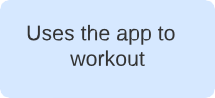 Uses the app to
workout